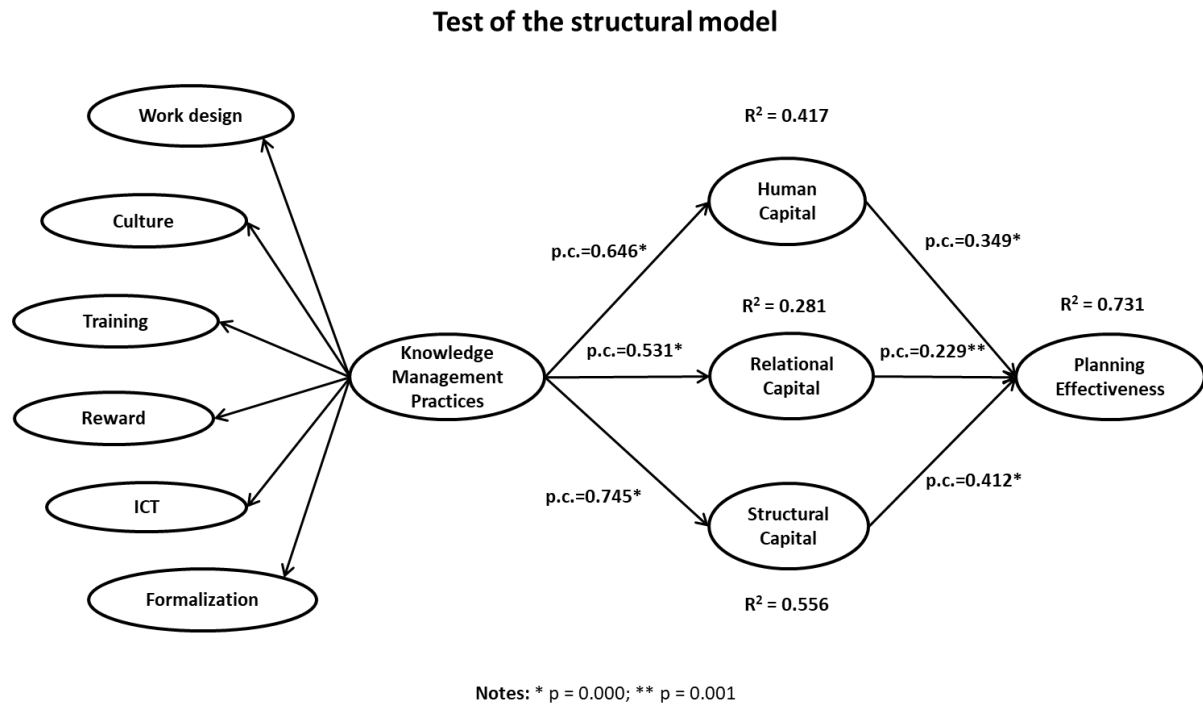 Test of the structural model
Work design
Culture
Training
Reward
ICT
Formalization
Knowledge
Management
Practices
p.c.=0.646*
p.c.=0.531*
p.c.=0.745*
R² = 0.417
Human
Capital
R² = 0.281
Relational
Capital
Structural
Capital
R² = 0.556
p.c.=0.349*
p.c.=0.229**
p.c.=0.412*
R² = 0.731
Planning
Effectiveness
Notes: * p = 0.000; ** p = 0.001